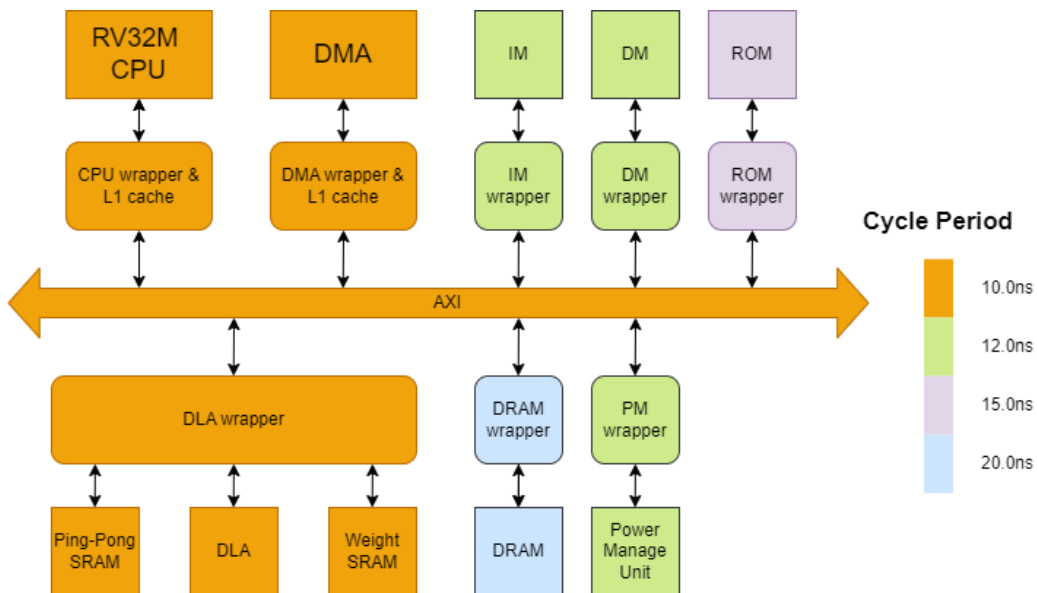 RV32M
CPU
DMA
IM
DM
ROM
CPU wrapper &
L1 cache
DMA wrapper &
L1 cache
IM
wrapper
DM
wrapper
ROM
wrapper
Cycle Period
10.0ns
12.0ns
15.0ns
20.0ns
AXI
DLA wrapper
DRAM
wrapper
PM
wrapper
Ping-Pong
SRAM
DLA
Weight
SRAM
DRAM
Power
Manage
Unit